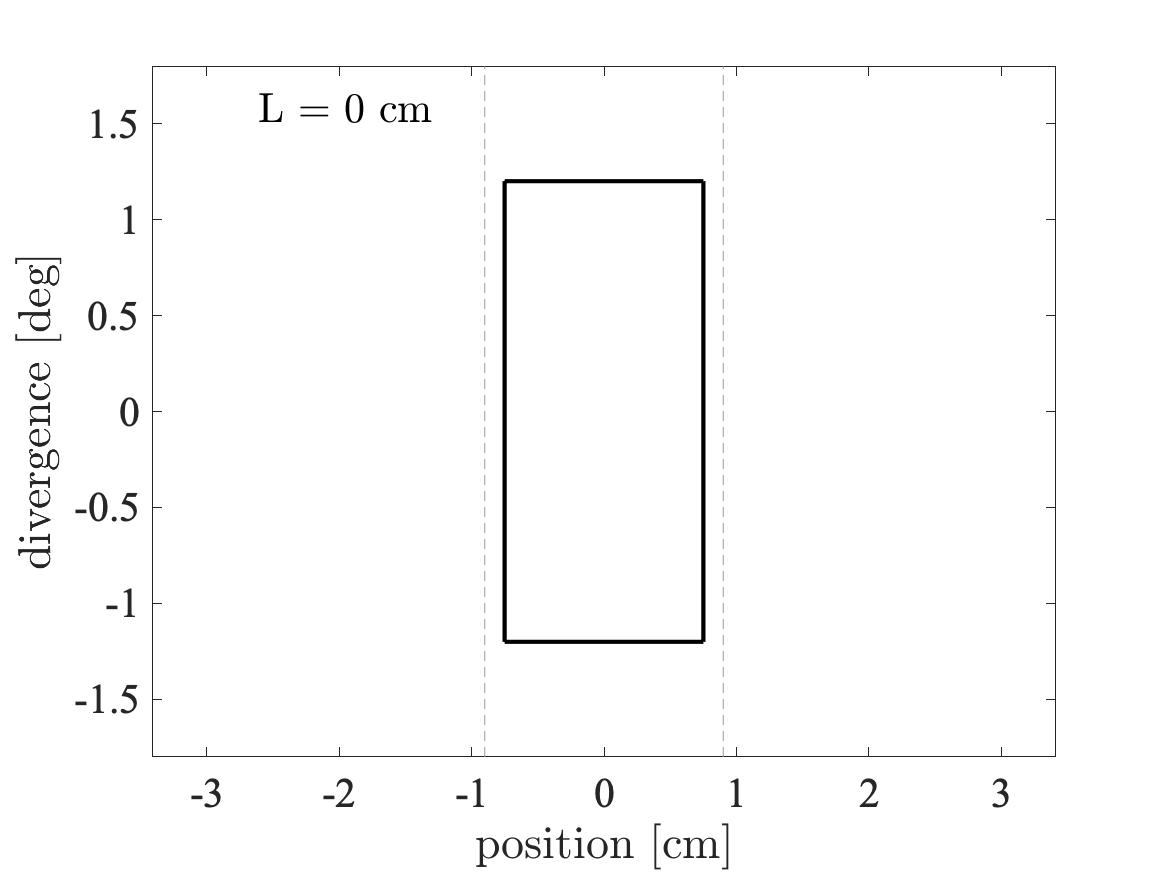 L = 0 cm
1.5
1
0.5
0
-0.5
-1
-1.5
divergence [deg]
-3 -2 -1 0 1 2 3
position [cm]